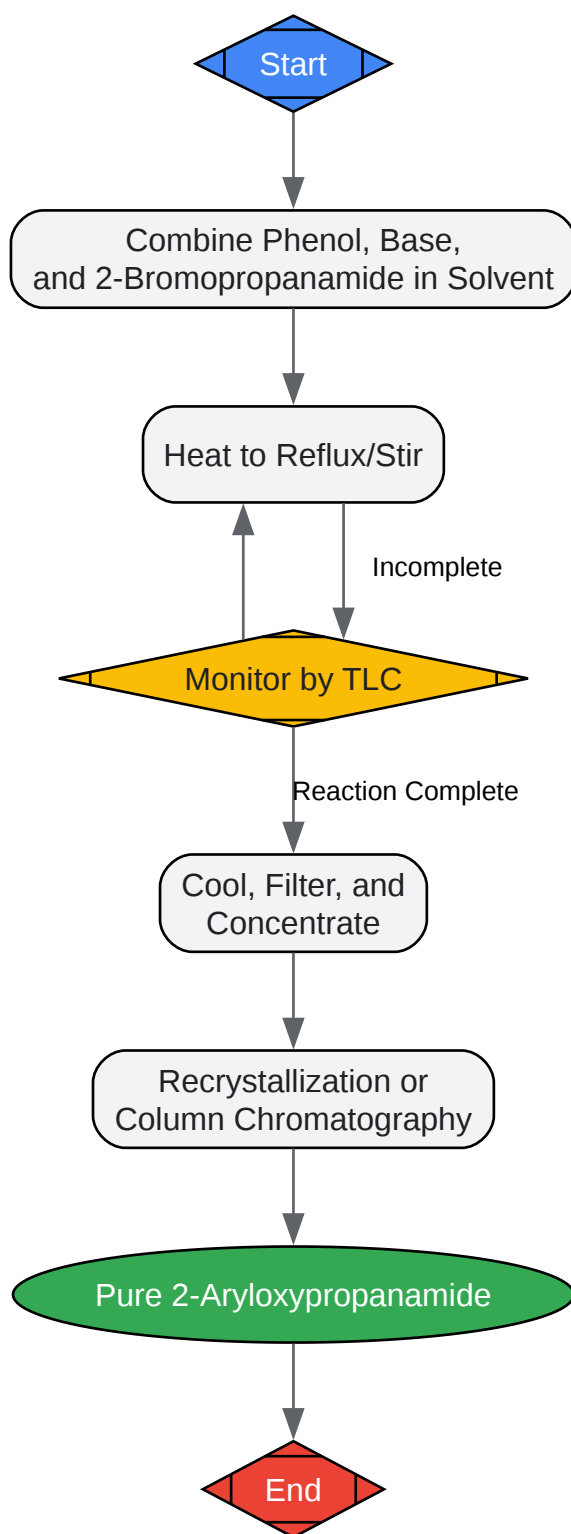 Start
Combine Phenol, Base,
and 2-Bromopropanamide in Solvent
Heat to Reflux/Stir
Incomplete
Monitor by TLC
Reaction Complete
Cool, Filter, and
Concentrate
Recrystallization or
Column Chromatography
Pure 2-Aryloxypropanamide
End